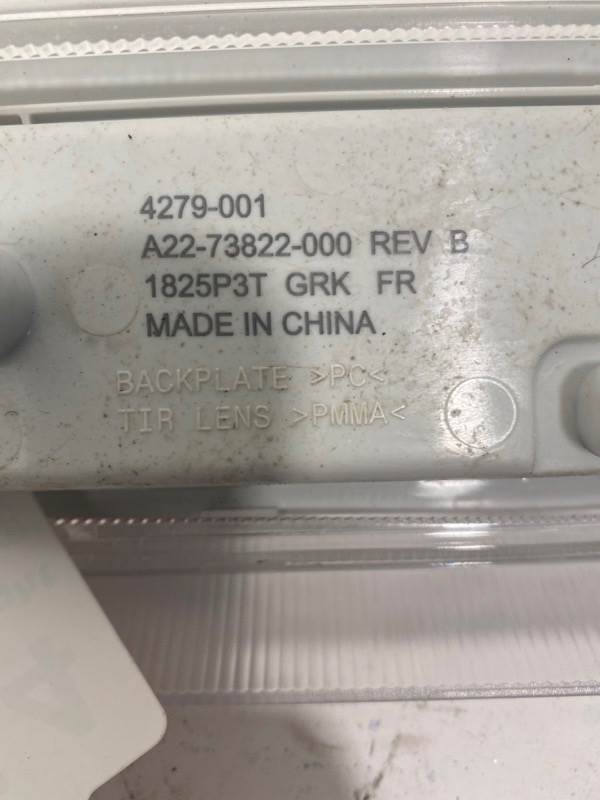 4279-001
A22-73822-000 REV B
1825P3T GRK FR
MADE IN CHINA
BACKPLATE >PC<
TIR LENS >PMMA<